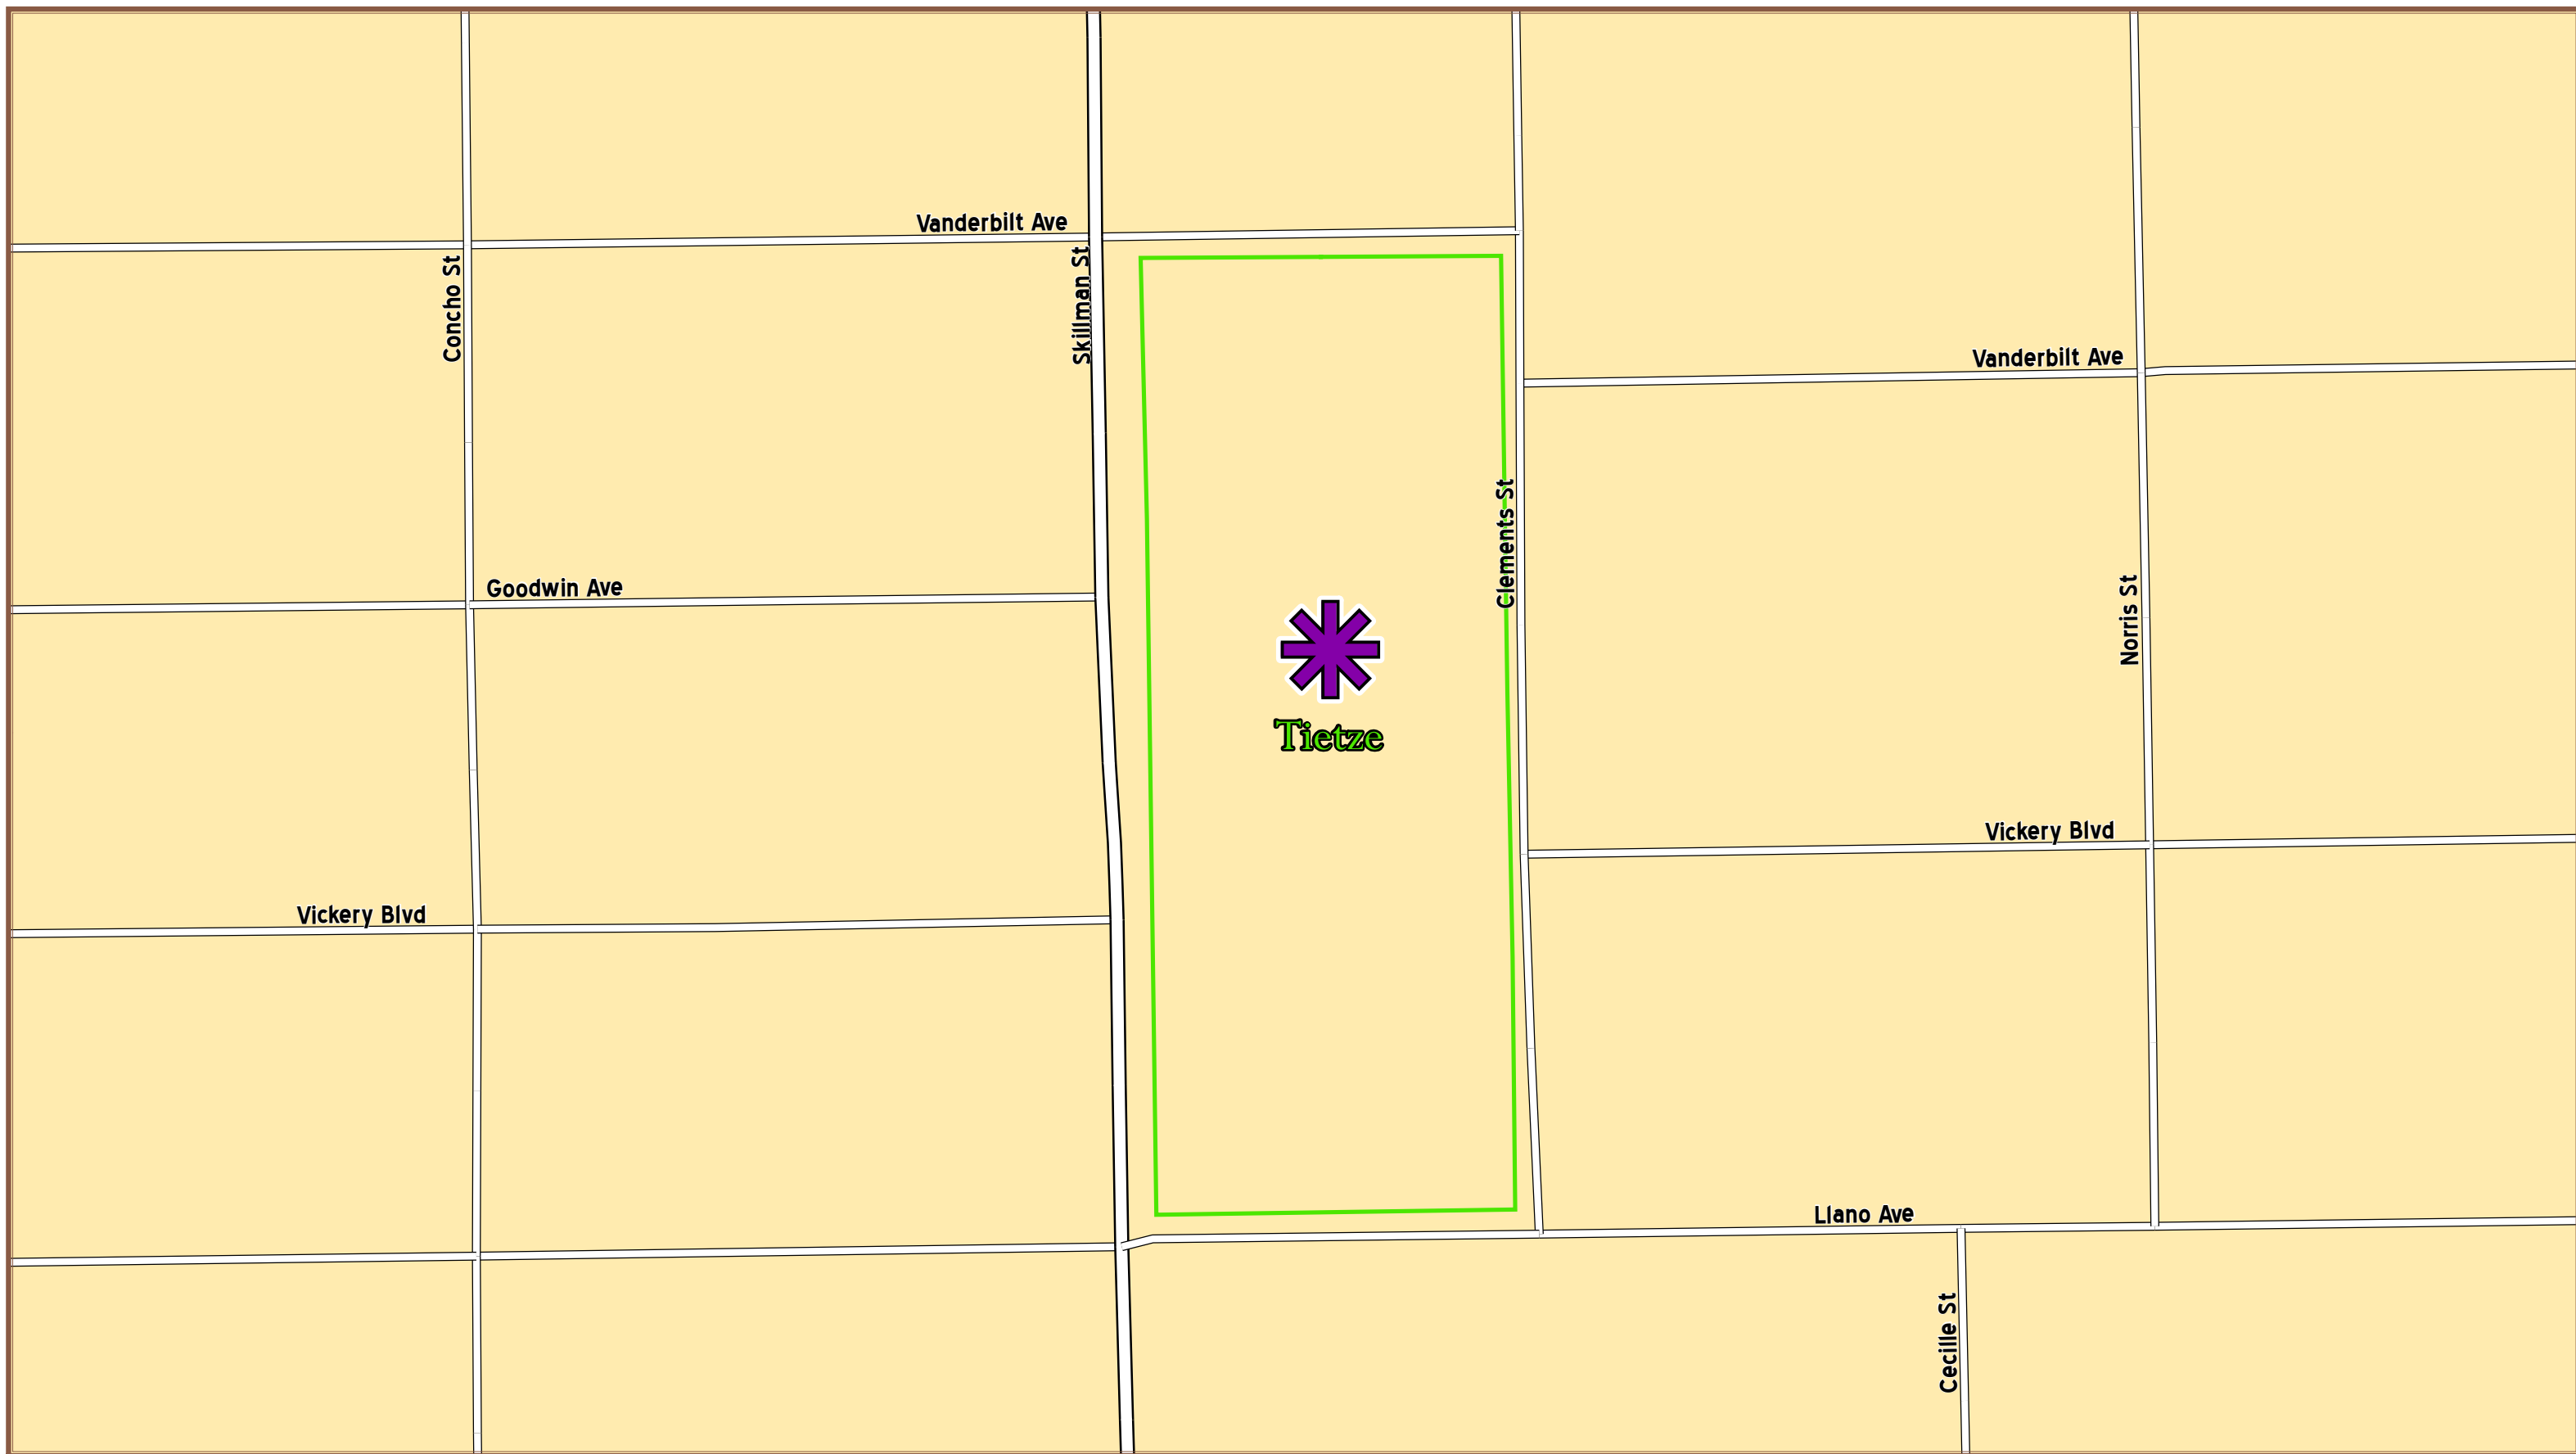 Vanderbilt Ave
Concho St
Skillman St
Vanderbilt Ave
Clements St
Goodwin Ave
Norris St
Tietze
Vickery Blvd
Vickery Blvd
Llano Ave
Cecille St